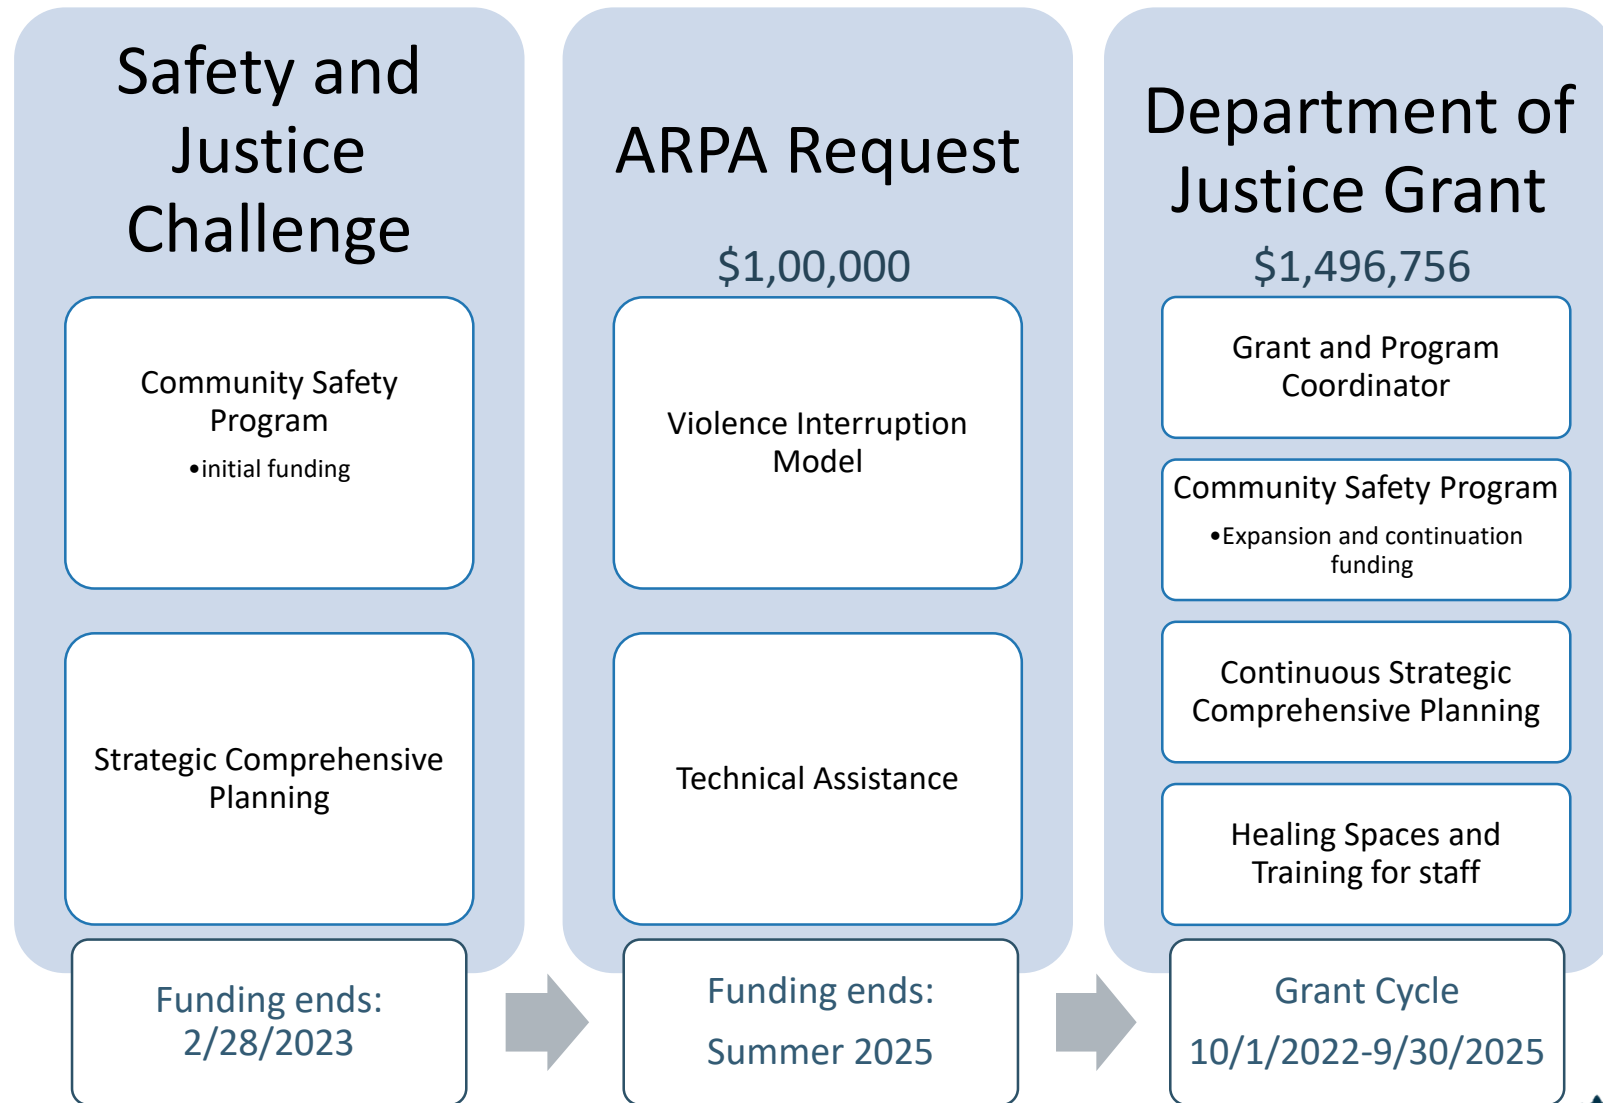 Safety and
Justice
Challenge
Community Safety
Program
•initial funding
Strategic Comprehensive
Planning
Funding ends:
2/28/2023
ARPA Request
$1,00,000
Violence Interruption
Model
Technical Assistance
Funding ends:
Summer 2025
Department of
Justice Grant
$1,496,756
Grant and Program
Coordinator
Community Safety Program
•Expansion and continuation
funding
Continuous Strategic
Comprehensive Planning
Healing Spaces and
Training for staff
Grant Cycle
10/1/2022-9/30/2025